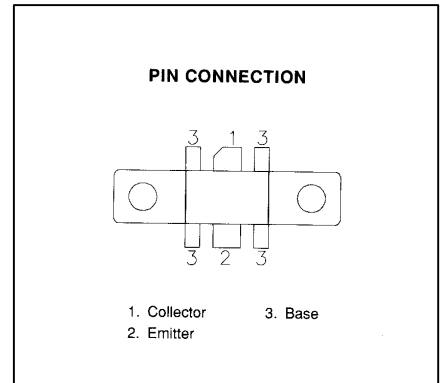 PIN CONNECTION
3 1 3
3 2 3
1. Collector 3. Base
2. Emitter